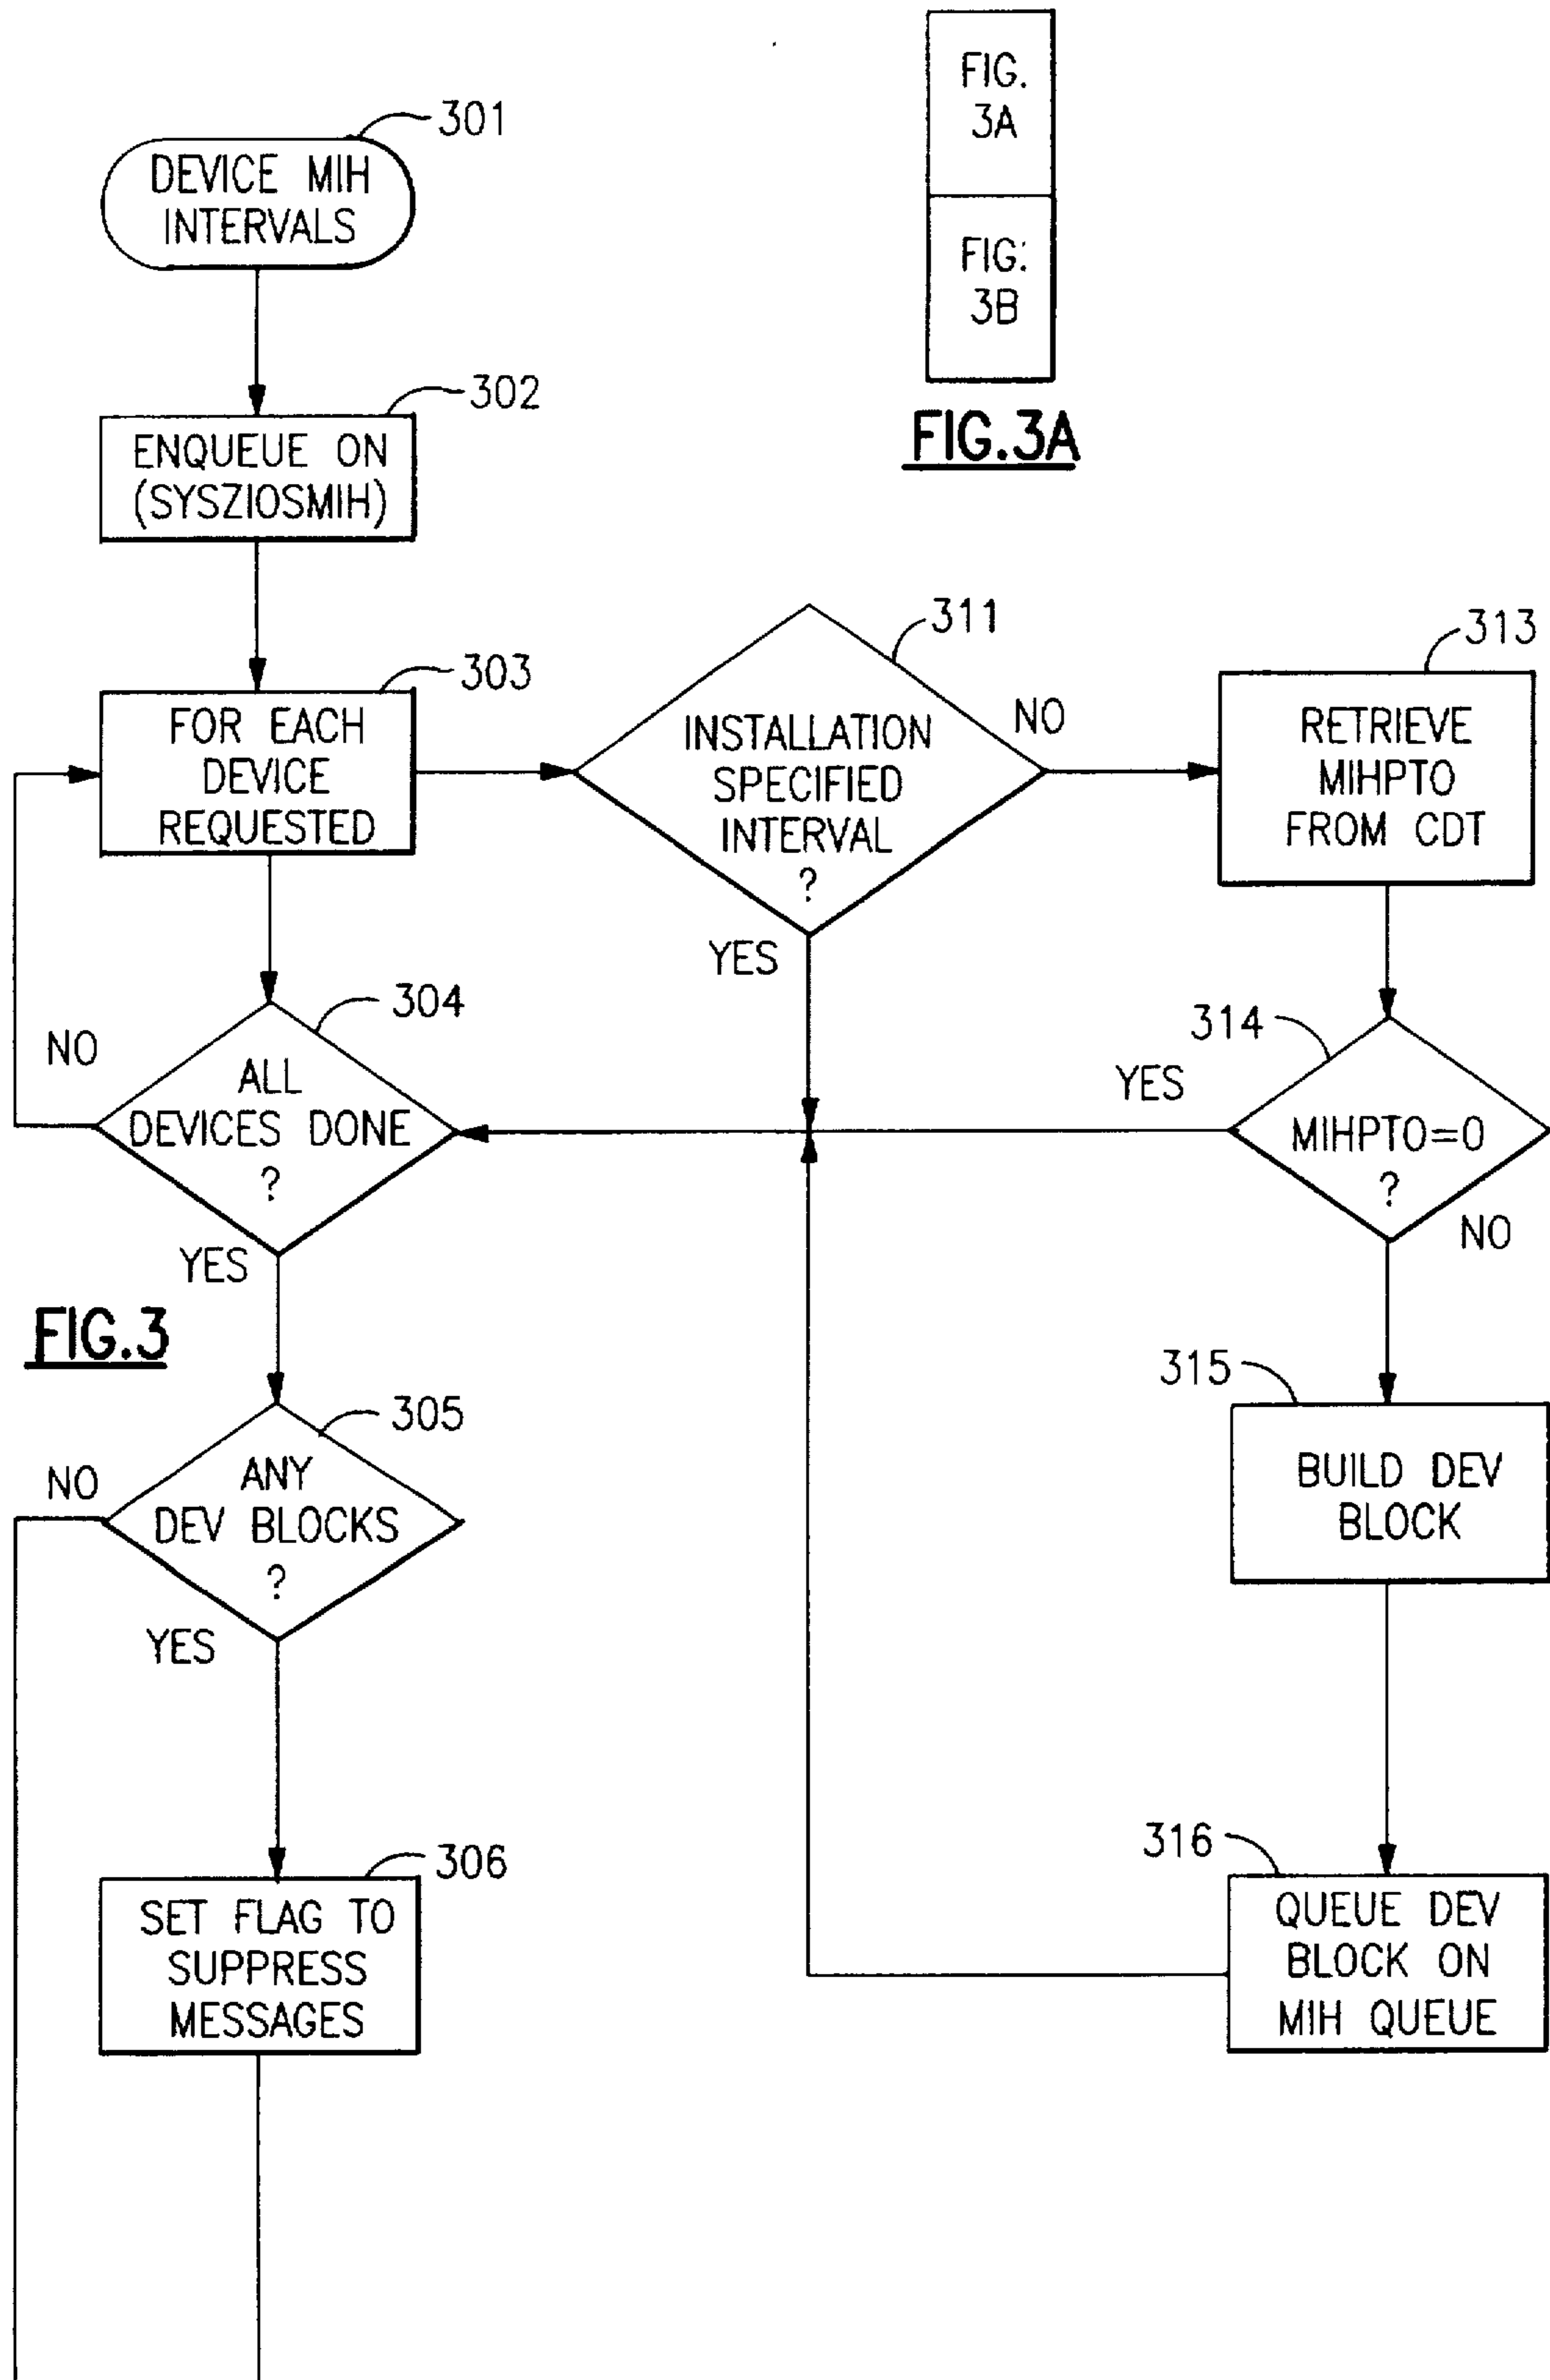 FIG.
3A
FIG.
3B
FIG.3A
301
DEVICE MIH
INTERVALS
302
ENQUEUE ON
(SYSZIOSMIH)
303
FOR EACH
DEVICE
REQUESTED
311
INSTALLATION
SPECIFIED
INTERVAL
?
NO
YES
313
RETRIEVE
MIHPTO
FROM CDT
304
NO
ALL
DEVICES DONE
?
YES
314
YES
MIHPTO=0
?
NO
FIG.3
305
NO
ANY
DEV BLOCKS
?
YES
315
BUILD DEV
BLOCK
306
SET FLAG TO
SUPPRESS
MESSAGES
316
QUEUE DEV
BLOCK ON
MIH QUEUE